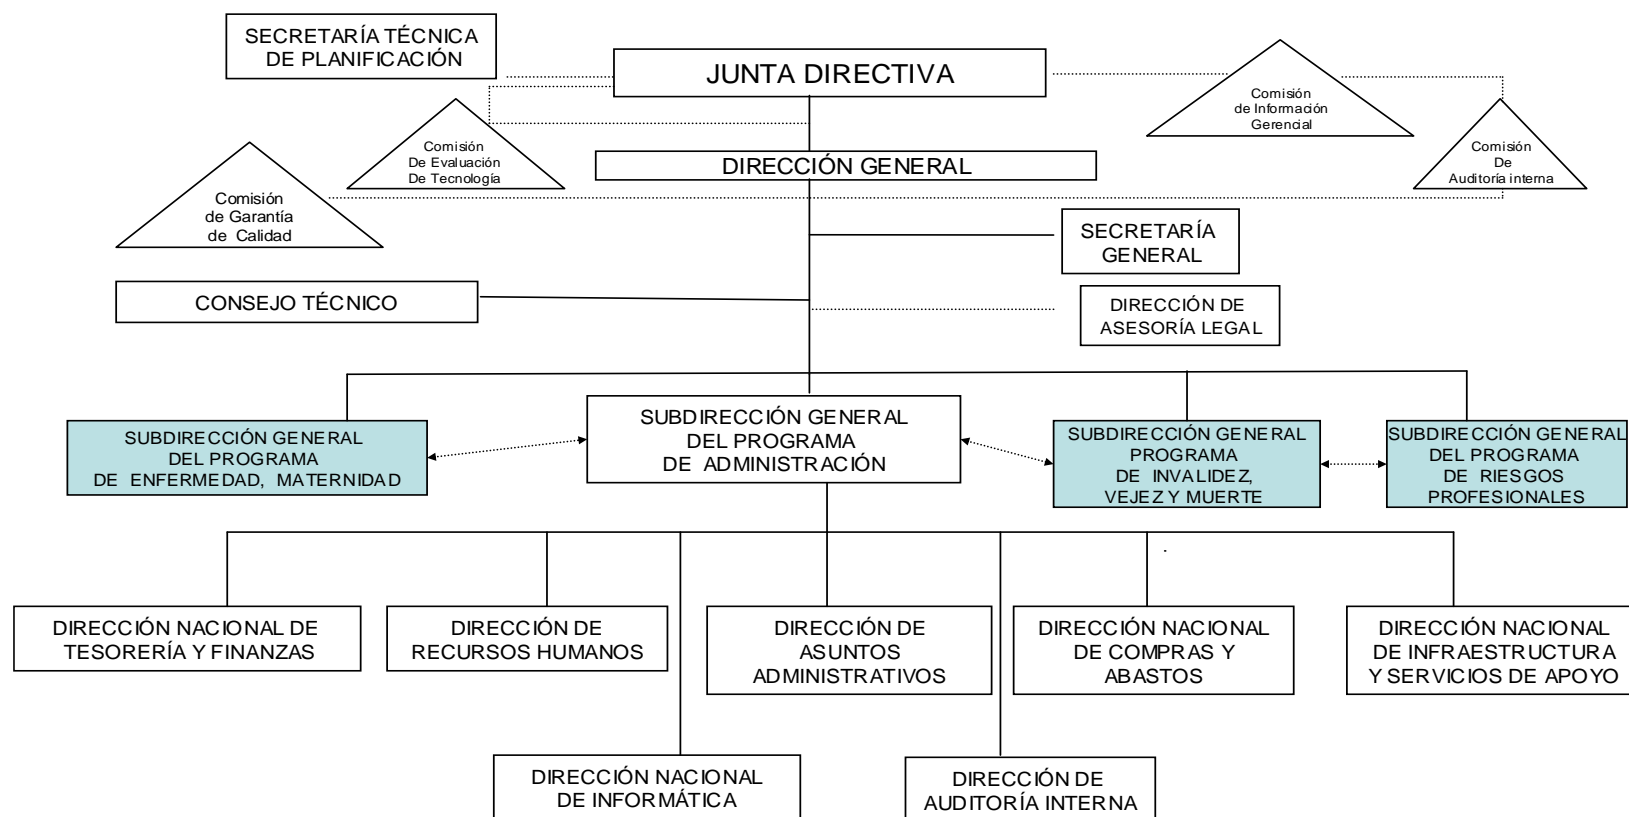 SECRETARÍA TÉCNICA
DE PLANIFICACIÓN
JUNTA DIRECTIVA
Comisión
de Información
Gerencial
Comisión
De Evaluación
De Tecnología
Comisión
De
Auditoría interna
DIRECCIÓN GENERAL
Comisión
de Garantía
de Calidad
SECRETARÍA
GENERAL
CONSEJO TÉCNICO
DIRECCIÓN DE
ASESORÍA LEGAL
SUBDIRECCIÓN GENERAL
DEL PROGRAMA
DE ENFERMEDAD, MATERNIDAD
SUBDIRECCIÓN GENERAL
DEL PROGRAMA
DE ADMINISTRACIÓN
SUBDIRECCIÓN GENERAL
PROGRAMA
DE INVALIDEZ,
VEJEZ Y MUERTE
SUBDIRECCIÓN GENERAL
DEL PROGRAMA
DE RIESGOS
PROFESIONALES
DIRECCIÓN NACIONAL DE
TESORERÍA Y FINANZAS
DIRECCIÓN DE
RECURSOS HUMANOS
DIRECCIÓN DE
ASUNTOS
ADMINISTRATIVOS
DIRECCIÓN NACIONAL
DE COMPRAS Y
ABASTOS
DIRECCIÓN NACIONAL
DE INFRAESTRUCTURA
Y SERVICIOS DE APOYO
DIRECCIÓN NACIONAL
DE INFORMÁTICA
DIRECCIÓN DE
AUDITORÍA INTERNA